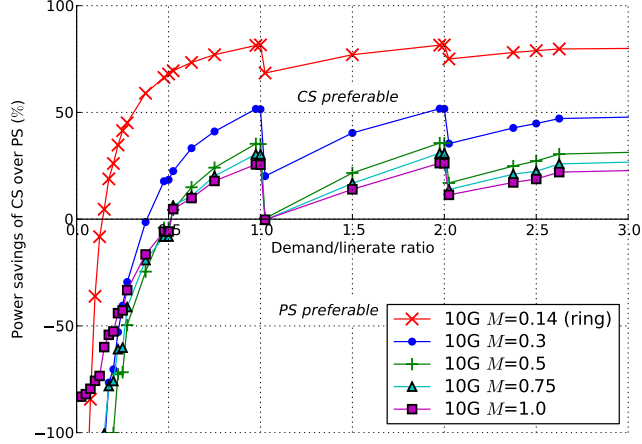 100
50
0
−50
−100
Power savings of CS over PS (%)
CS preferable
0.0
0.5
1.0
1.5
2.0
2.5
3.0
Demand/linerate ratio
PS preferable
10G M=0.14 (ring)
10G M=0.3
10G M=0.5
10G M=0.75
10G M=1.0